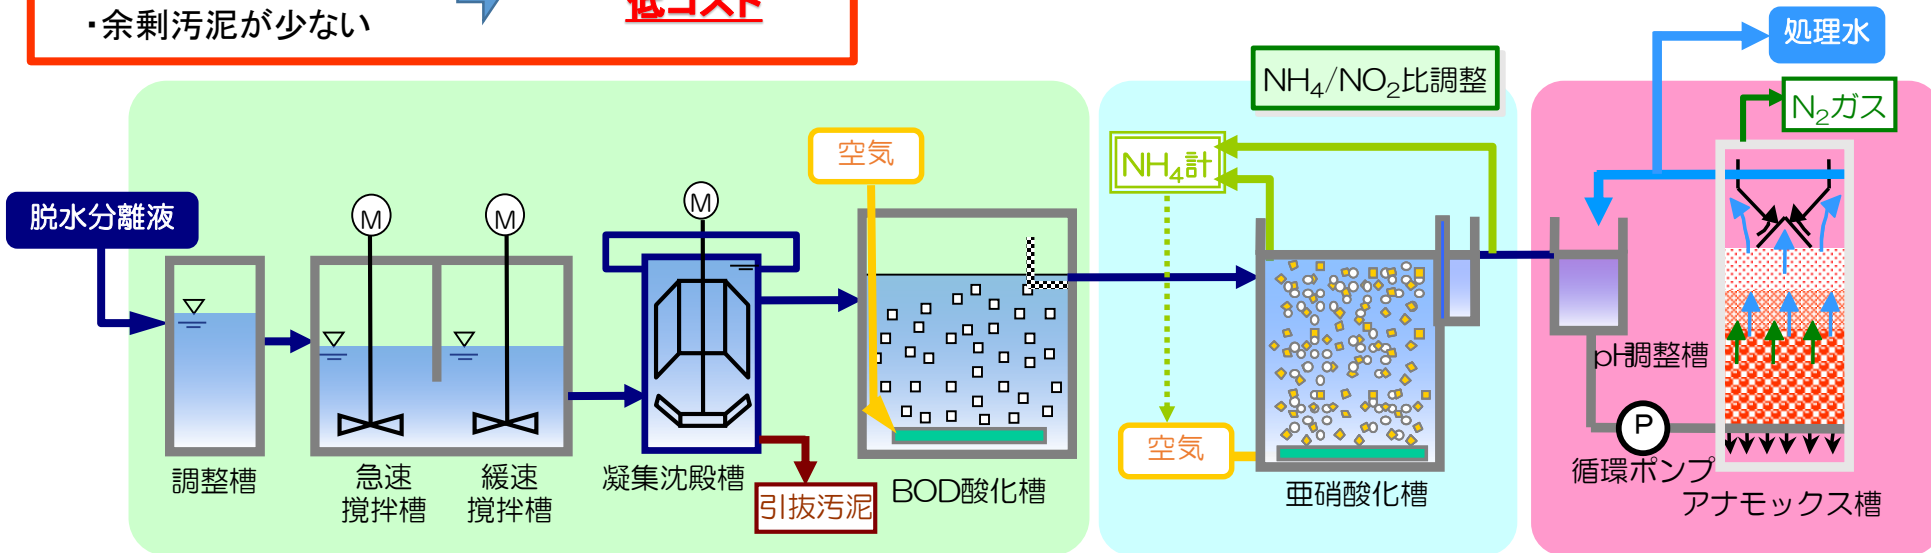 ・余剰汚泥が少ない
低コスト
処理水
NH₄/NO₂比調整
N₂ガス
空気
NH₄計
脱水分離液
M
M
M
pH調整槽
P
空気
循環ポンプ
調整槽
急速
撹拌槽
緩速
撹拌槽
凝集沈殿槽
引抜汚泥
BOD酸化槽
亜硝酸化槽
アナモックス槽